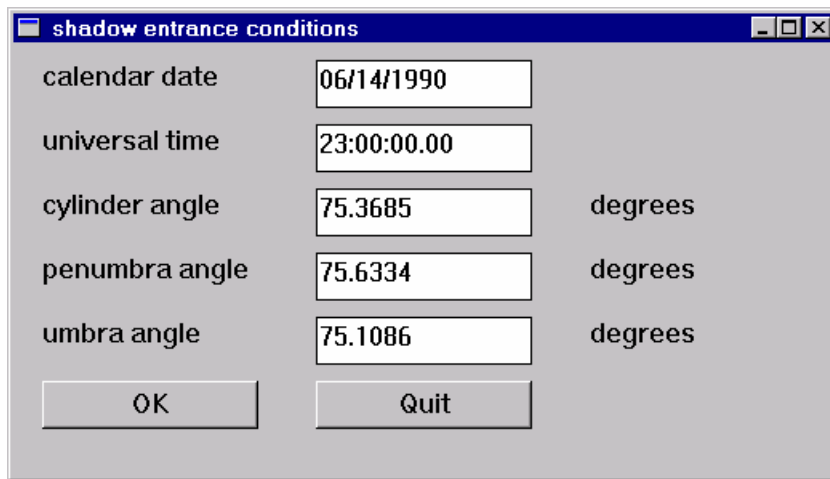 shadow entrance conditions
calendar date 06/14/1990
universal time 23:00:00.00
cylinder angle 75.3685 degrees
penumbra angle 75.6334 degrees
umbra angle 75.1086 degrees
OK Quit